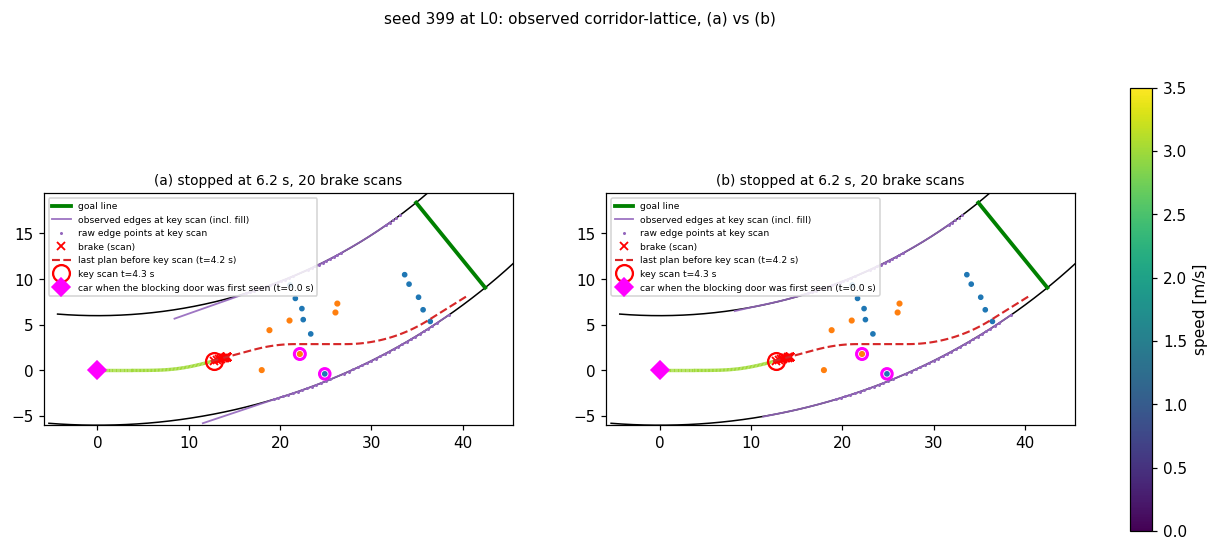 seed 399 at L0: observed corridor-lattice, (a) vs (b)
(a) stopped at 6.2 s, 20 brake scans
goal line
observed edges at key scan (incl. fill)
raw edge points at key scan
brake (scan)
last plan before key scan (t=4.2 s)
key scan t=4.3 s
car when the blocking door was first seen (t=0.0 s)
15
10
5
0
−5
0
10
20
30
40
(b) stopped at 6.2 s, 20 brake scans
goal line
observed edges at key scan (incl. fill)
raw edge points at key scan
brake (scan)
last plan before key scan (t=4.2 s)
key scan t=4.3 s
car when the blocking door was first seen (t=0.0 s)
15
10
5
0
−5
0
10
20
30
40
3.5
3.0
2.5
2.0
1.5
1.0
0.5
0.0
speed [m/s]